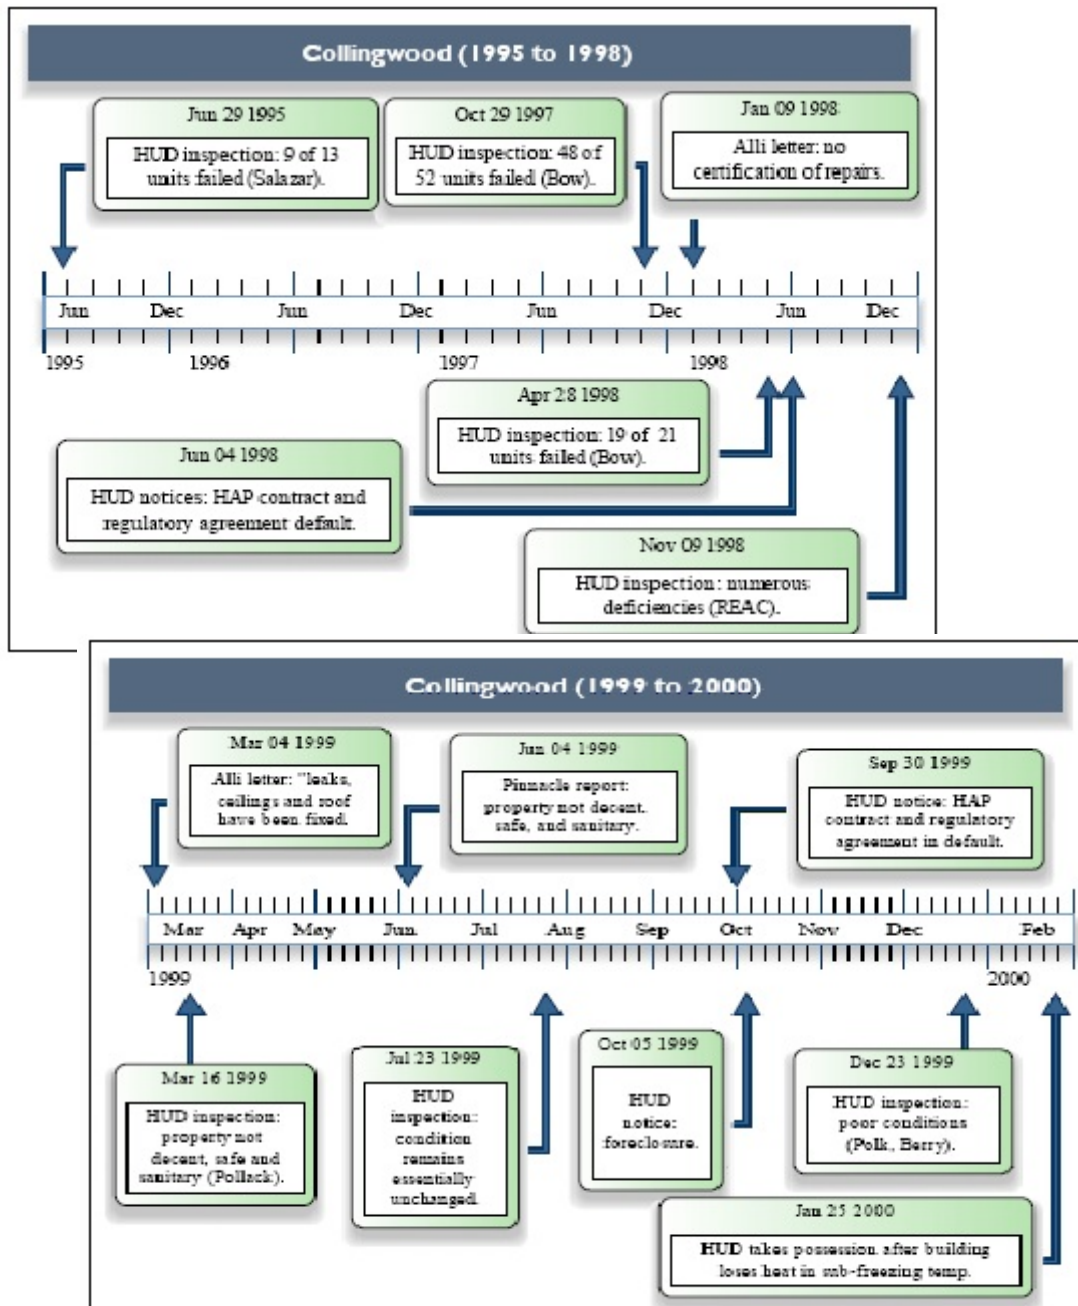 Collingwood (1995 to 1998)
Jun 29 1995
HUD inspection: 9 of 13
units failed (Salazar).
Oct 29 1997
HUD inspection: 48 of
52 units failed (Bow).
Jan 09 1998
Alli letter: no
certification of repairs.
Jun Dec Jun Dec Jun Dec Jun Dec
1995 1996 1997 1998
Apr 28 1998
HUD inspection: 19 of 21
units failed (Bow).
Jun 04 1998
HUD notices: HAP contract and
regulatory agreement default.
Nov 09 1998
HUD inspection: numerous
deficiencies (REAC).
Collingwood (1999 to 2000)
Mar 04 1999
Alli letter: "leaks,
ceilings and roof
have been fixed.
Jun 04 1999
Pinnacle report:
property not decent,
safe, and sanitary.
Sep 30 1999
HUD notice: HAP
contract and regulatory
agreement in default.
Mar Apr May Jun Jul Aug Sep Oct Nov Dec Feb
1999 2000
Mar 16 1999
HUD inspection:
property not
decent, safe and
sanitary (Pollack).
Jul 23 1999
HUD
inspection:
condition
remains
essentially
unchanged.
Oct 05 1999
HUD
notice:
foreclosure.
Dec 23 1999
HUD inspection:
poor conditions
(Polk, Berry).
Jan 25 2000
HUD takes possession after building
loses heat in sub-freezing temp.